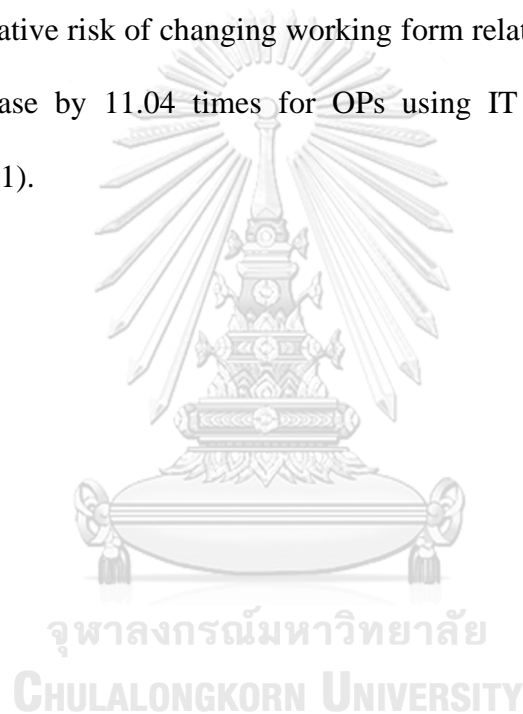 ative risk of changing working form relat
ase by 11.04 times for OPs using IT
1).
จุฬาลงกรณ์มหาวิทยาลัย
CHULALONGKORN UNIVERSITY